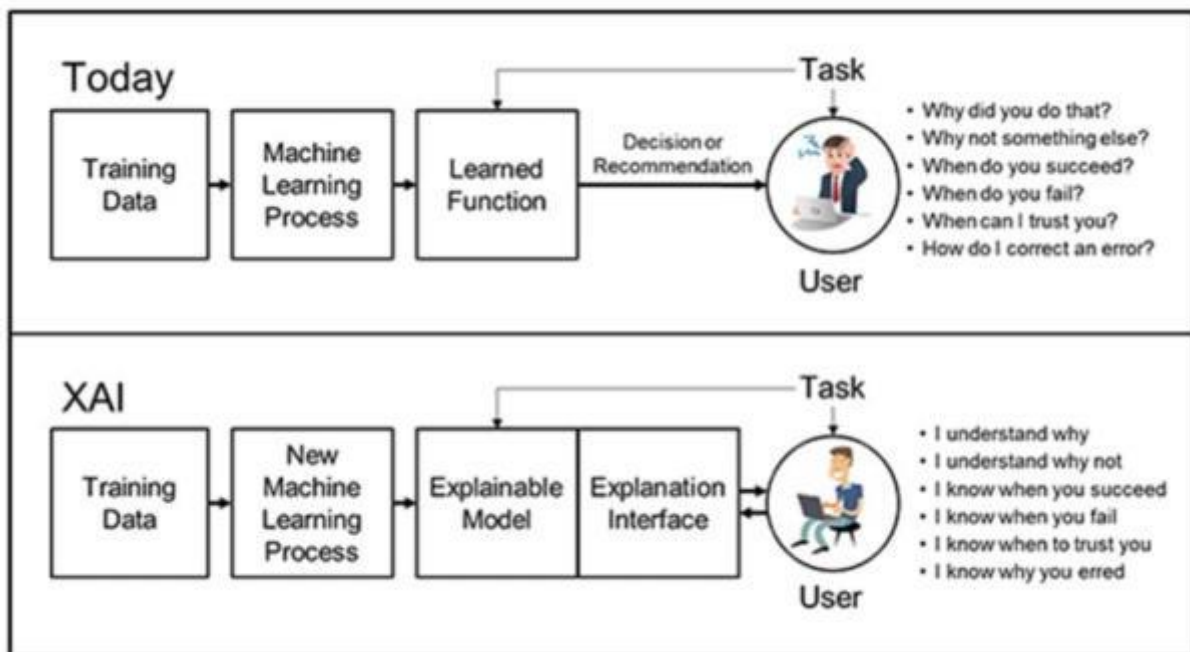 Today
Task
Training
Data
Machine
Learning
Process
Learned
Function
Decision or
Recommendation
User
• Why did you do that?
• Why not something else?
• When do you succeed?
• When do you fail?
• When can I trust you?
• How do I correct an error?
XAI
Task
Training
Data
New
Machine
Learning
Process
Explainable
Model
Explanation
Interface
User
• I understand why
• I understand why not
• I know when you succeed
• I know when you fail
• I know when to trust you
• I know why you erred